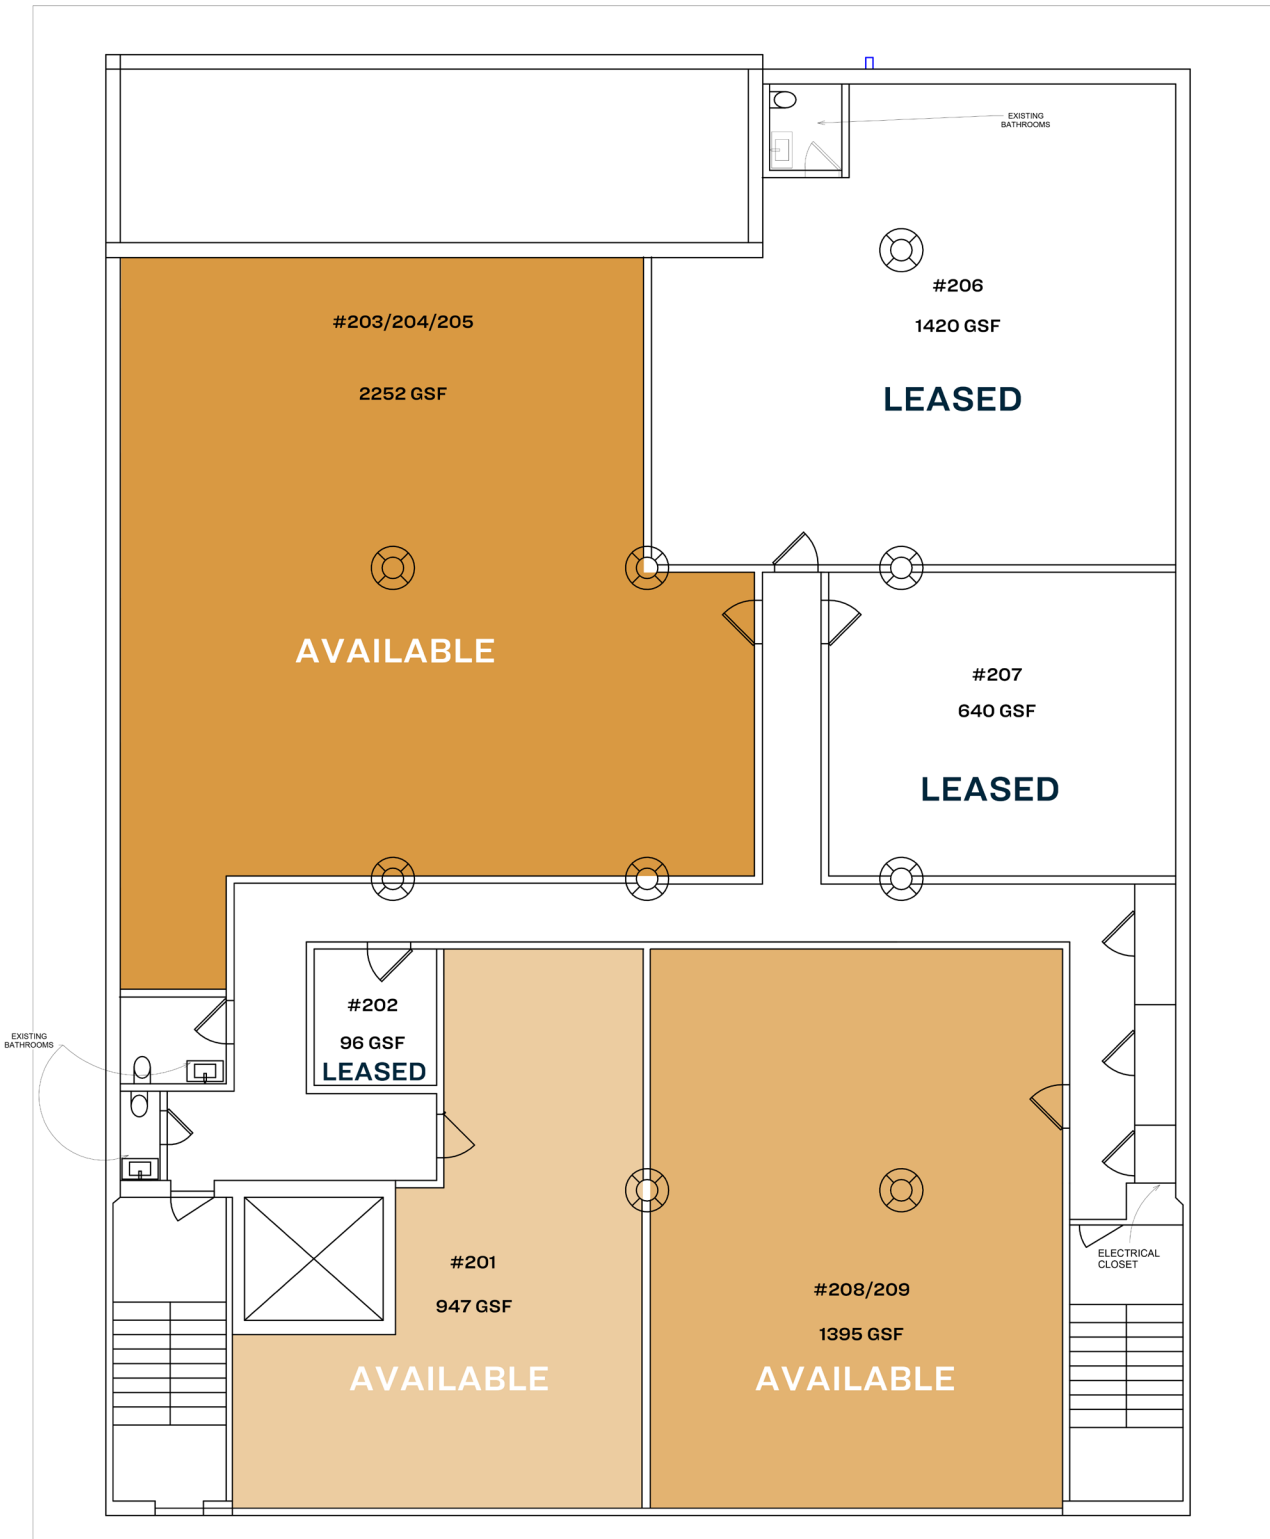 EXISTING
BATHROOMS
#206
1420 GSF
LEASED
#203/204/205
2252 GSF
AVAILABLE
#207
640 GSF
LEASED
#202
96 GSF
LEASED
EXISTING
BATHROOMS
#201
947 GSF
AVAILABLE
#208/209
1395 GSF
AVAILABLE
ELECTRICAL
CLOSET